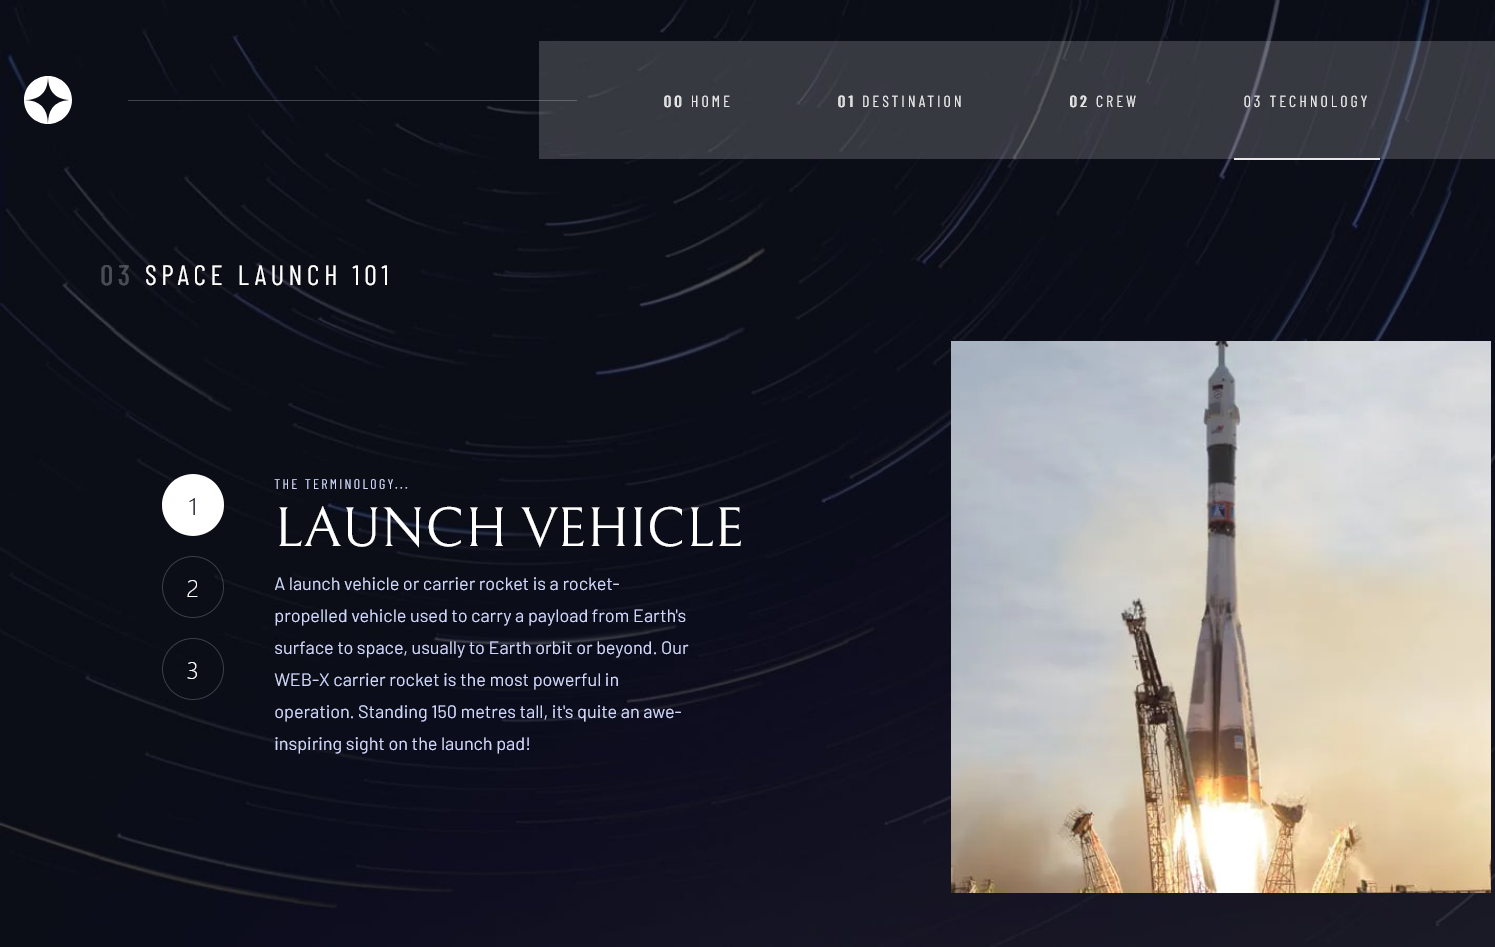 00 HOME
01 DESTINATION
02 CREW
03 TECHNOLOGY
03 SPACE LAUNCH 101
1
2
3
THE TERMINOLOGY...
LAUNCH VEHICLE
A launch vehicle or carrier rocket is a rocket-
propelled vehicle used to carry a payload from Earth's
surface to space, usually to Earth orbit or beyond. Our
WEB-X carrier rocket is the most powerful in
operation. Standing 150 metres tall, it's quite an awe-
inspiring sight on the launch pad!